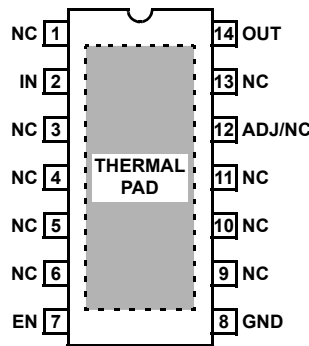 NC 1 14 OUT
IN 2 13 NC
NC 3 12 ADJ/NC
NC 4 THERMAL 11 NC
PAD
NC 5 10 NC
NC 6 9 NC
EN 7 8 GND